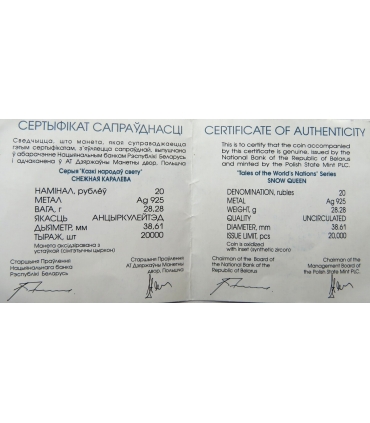 СЕРТЫФІКАТ САПРАЎДНАСЦІ
Сведчыцца, што манета, якая суправаджаецца
гэтым сертыфікатам, з'яўляецца сапраўднай, выпушчана
ў абарачэнне Нацыянальным банкам Рэспублікі Беларусь
і адчаканена ў АТ Дзяржаўны Манетны двор, Польшча
Серыя "Казкі народаў свету"
СНЕЖНАЯ КАРАЛЕВА
НАМІНАЛ, рублёў 20
МЕТАЛ Ag 925
ВАГА, г 28,28
ЯКАСЦЬ АНЦЫРКУЛЕЙТЭД
ДЫЯМЕТР, мм 38,61
ТЫРАЖ, шт 20000
Манета аксідзіравана з
устаўкай (сінтэтычны цыркон)
Старшыня Праўлення
Нацыянальнага банка
Рэспублікі Беларусь
Старшыня Праўлення
АТ Дзяржаўны Манетны
двор, Польшча
CERTIFICATE OF AUTHENTICITY
This is to certify that the coin accompanied
by this certificate is genuine, issued by the
National Bank of the Republic of Belarus
and minted by the Polish State Mint PLC.
"Tales of the World's Nations" Series
SNOW QUEEN
DENOMINATION, rubles 20
METAL Ag 925
WEIGHT, g 28.28
QUALITY UNCIRCULATED
DIAMETER, mm 38.61
ISSUE LIMIT, pcs 20,000
Coin is oxidized
with insert (synthetic zircon)
Chairman of the Board of
the National Bank of the
Republic of Belarus
Chairman of the
Management Board of
the Polish State Mint PLC